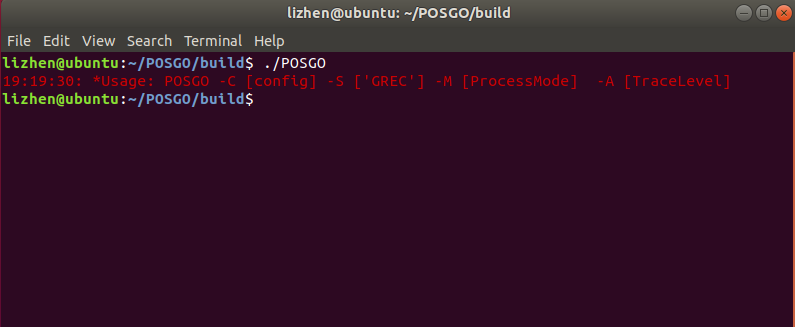 lizhen@ubuntu: ~/POSGO/build
File Edit View Search Terminal Help
lizhen@ubuntu:~/POSGO/build$ ./POSGO
19:19:30: *Usage: POSGO -C [config] -S ['GREC'] -M [ProcessMode]  -A [TraceLevel]
lizhen@ubuntu:~/POSGO/build$